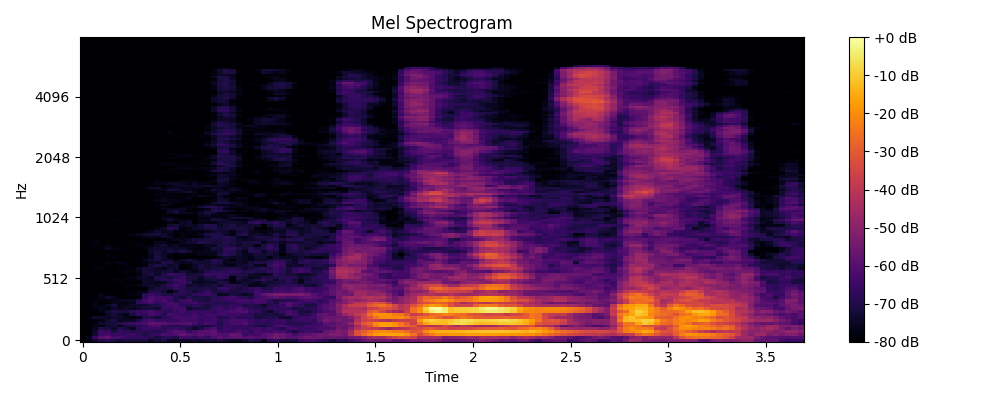 Mel Spectrogram
Hz
4096
2048
1024
512
0
0
0.5
1
1.5
2
2.5
3
3.5
Time
+0 dB
-10 dB
-20 dB
-30 dB
-40 dB
-50 dB
-60 dB
-70 dB
-80 dB